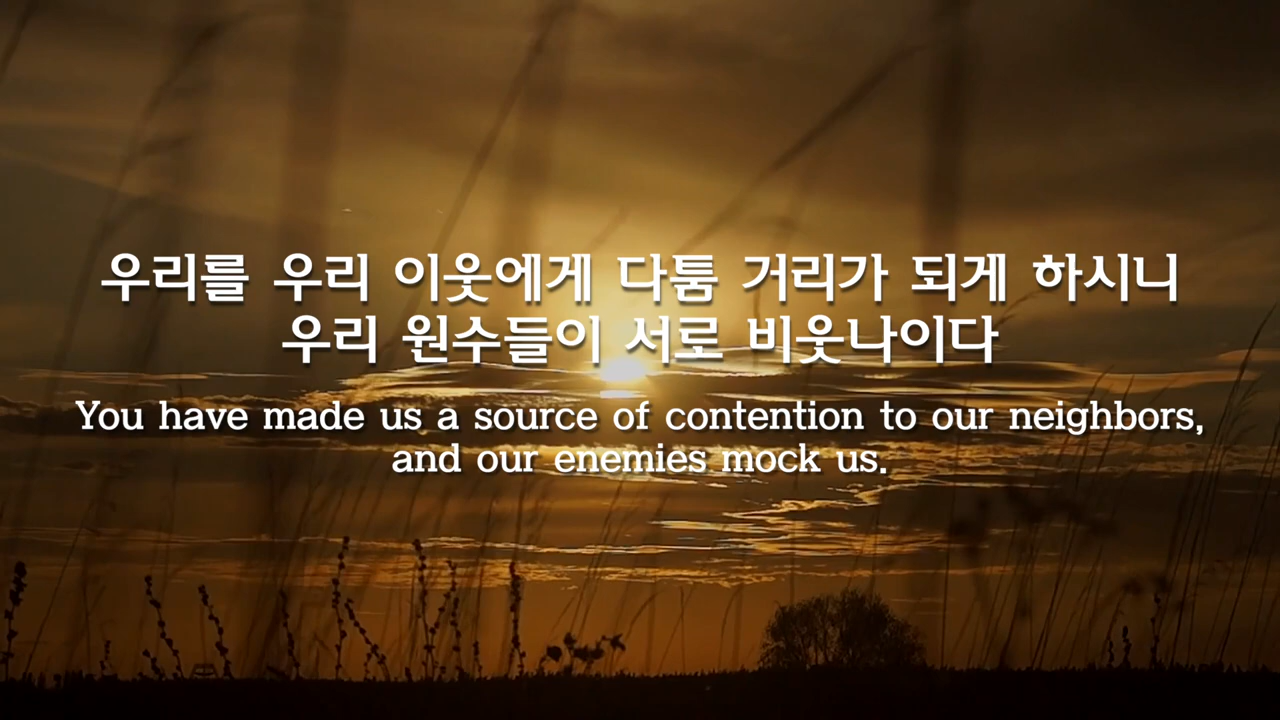 우리를 우리 이웃에게 다툼 거리가 되게 하시니
우리 원수들이 서로 비웃나이다
You have made us a source of contention to our neighbors,
and our enemies mock us.